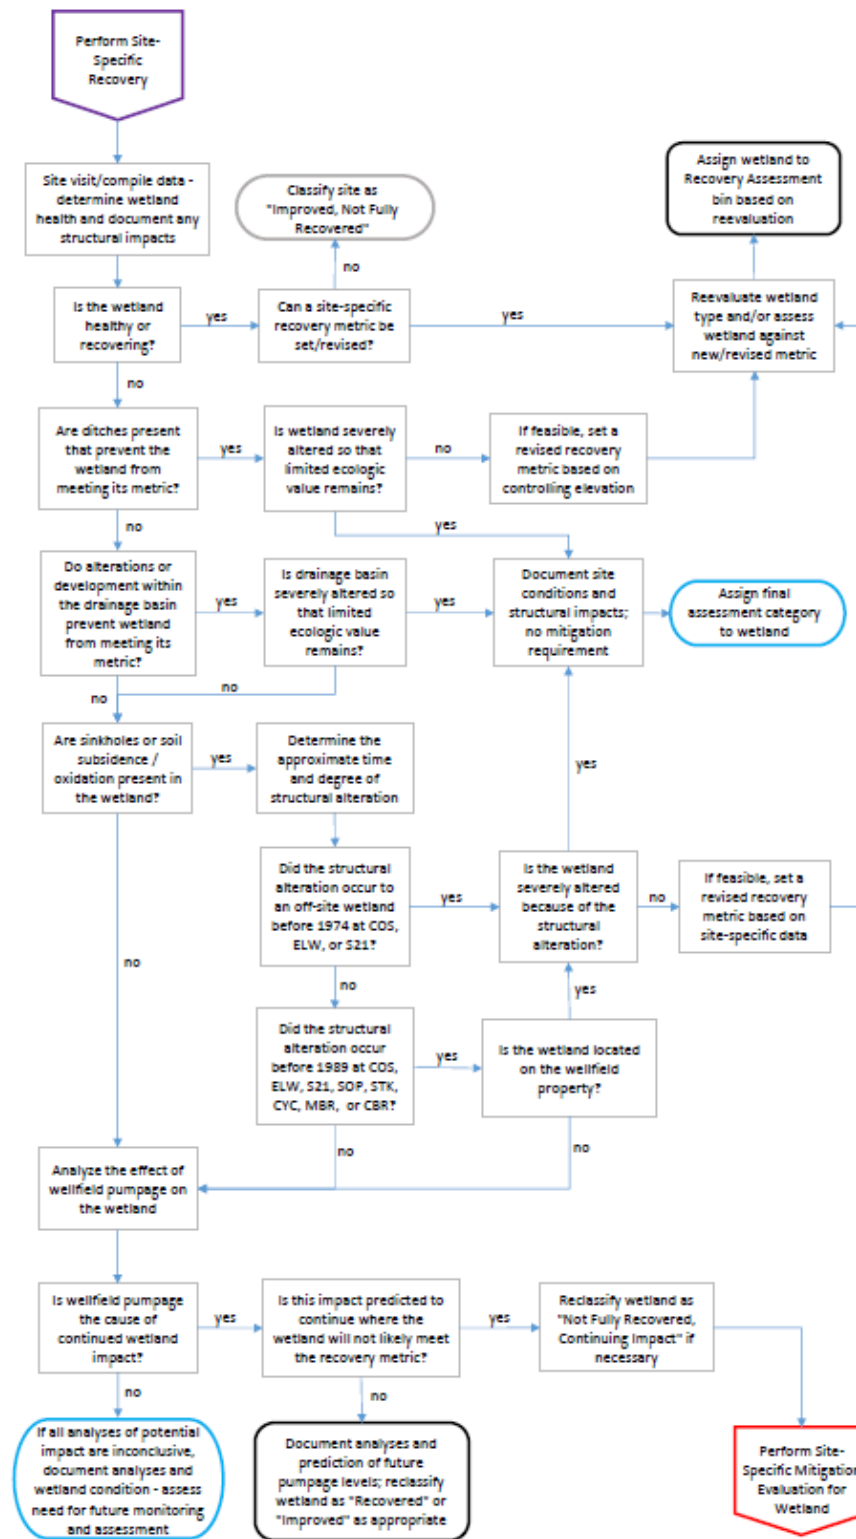 Perform Site-
Specific
Recovery
Site visit/compile data -
determine wetland
health and document any
structural impacts
Classify site as
"Improved, Not Fully
Recovered"
Assign wetland to
Recovery Assessment
bin based on
reevaluation
no
Is the wetland
healthy or
recovering?
yes
Can a site-specific
recovery metric be
set/revised?
yes
Reevaluate wetland
type and/or assess
wetland against
new/revised metric
no
Are ditches present
that prevent the
wetland from
meeting its metric?
yes
Is wetland severely
altered so that
limited ecologic
value remains?
no
If feasible, set a
revised recovery
metric based on
controlling elevation
no
yes
Do alterations or
development within
the drainage basin
prevent wetland
from meeting its
metric?
yes
Is drainage basin
severely altered so
that limited
ecologic value
remains?
yes
Document site
conditions and
structural impacts;
no mitigation
requirement
Assign final
assessment category
to wetland
no
no
Are sinkholes or soil
subsidence /
oxidation present in
the wetland?
yes
Determine the
approximate time
and degree of
structural alteration
yes
Did the structural
alteration occur to
an off-site wetland
before 1974 at COS,
ELW, or S21?
yes
Is the wetland
severely altered
because of the
structural
alteration?
no
If feasible, set a
revised recovery
metric based on
site-specific data
no
no
yes
Did the structural
alteration occur
before 1989 at COS,
ELW, S21, SOP, STK,
CYC, MBR, or CBR?
yes
Is the wetland located
on the wellfield
property?
no
no
Analyze the effect of
wellfield pumpage on
the wetland
Is wellfield pumpage
the cause of
continued wetland
impact?
yes
Is this impact predicted to
continue where the
wetland will not likely meet
the recovery metric?
yes
Reclassify wetland as
"Not Fully Recovered,
Continuing Impact" if
necessary
no
no
If all analyses of potential
impact are inconclusive,
document analyses and
wetland condition - assess
need for future monitoring
and assessment
Document analyses and
prediction of future
pumpage levels; reclassify
wetland as "Recovered" or
"Improved" as appropriate
Perform Site-
Specific Mitigation
Evaluation for
Wetland